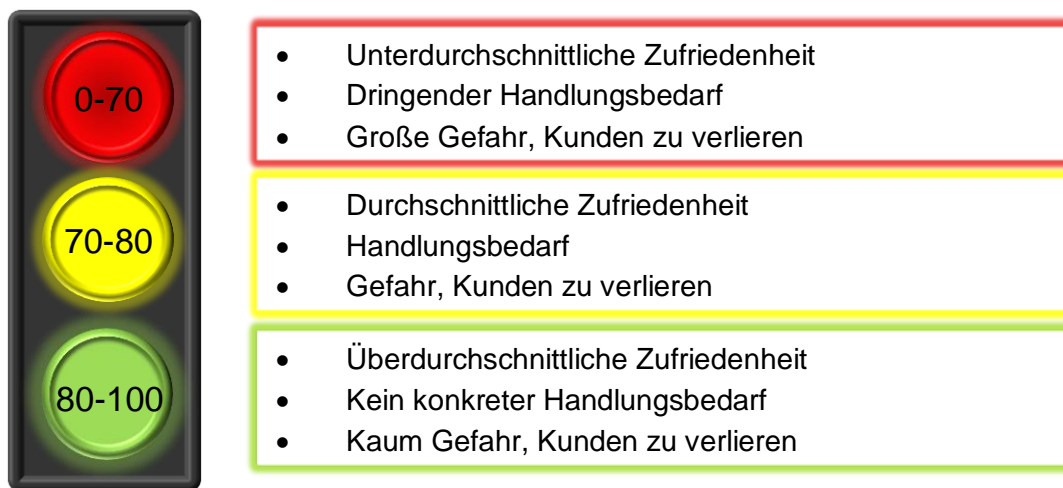 0-70
• Unterdurchschnittliche Zufriedenheit
• Dringender Handlungsbedarf
• Große Gefahr, Kunden zu verlieren
70-80
• Durchschnittliche Zufriedenheit
• Handlungsbedarf
• Gefahr, Kunden zu verlieren
80-100
• Überdurchschnittliche Zufriedenheit
• Kein konkreter Handlungsbedarf
• Kaum Gefahr, Kunden zu verlieren